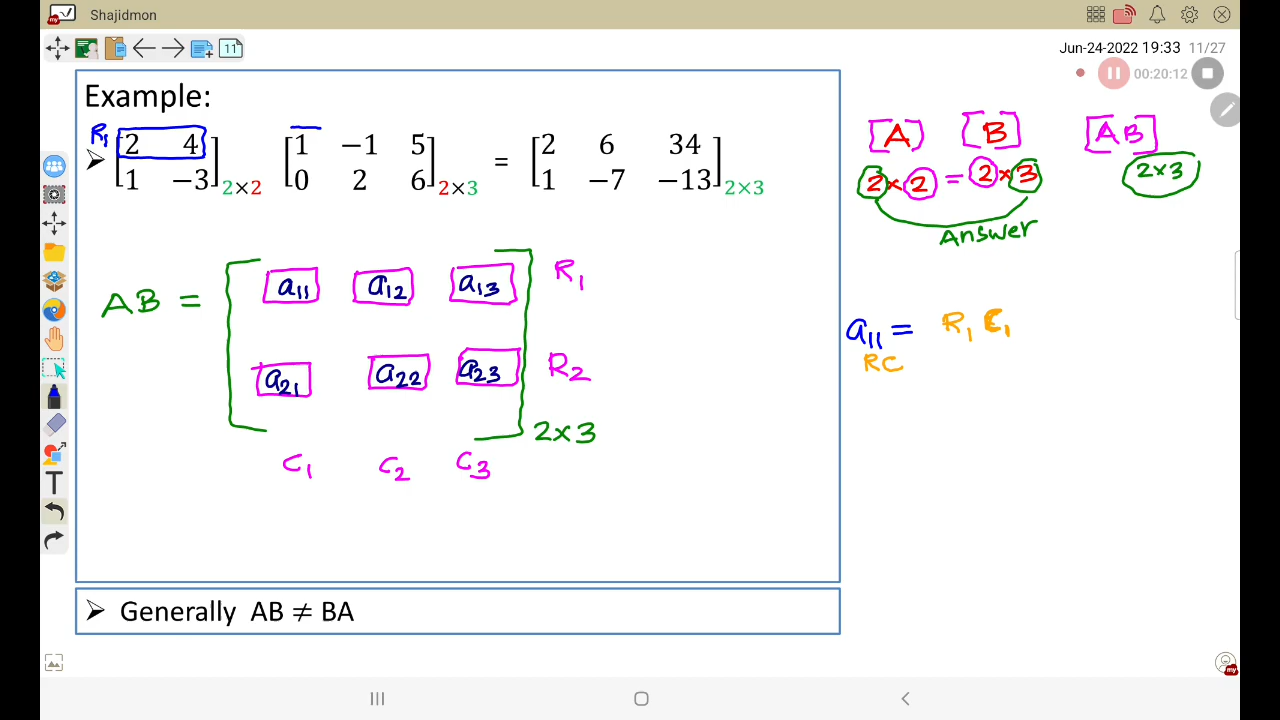 Shajidmon
11
Jun-24-2022 19:33 11/27
00:20:12
Example:
R1
➤ [2 4 [1 −1 5 = [2 6 34
1 −3]2×2 0 2 6]2×3 1 −7 −13]2×3
[A] [B] [AB]
2×2 = 2×3 2×3
Answer
AB = a11 a12 a13 R1
a21 a22 a23 R2
2×3
C1 C2 C3
a11 = R1 C1
RC
T
➤ Generally AB ≠ BA